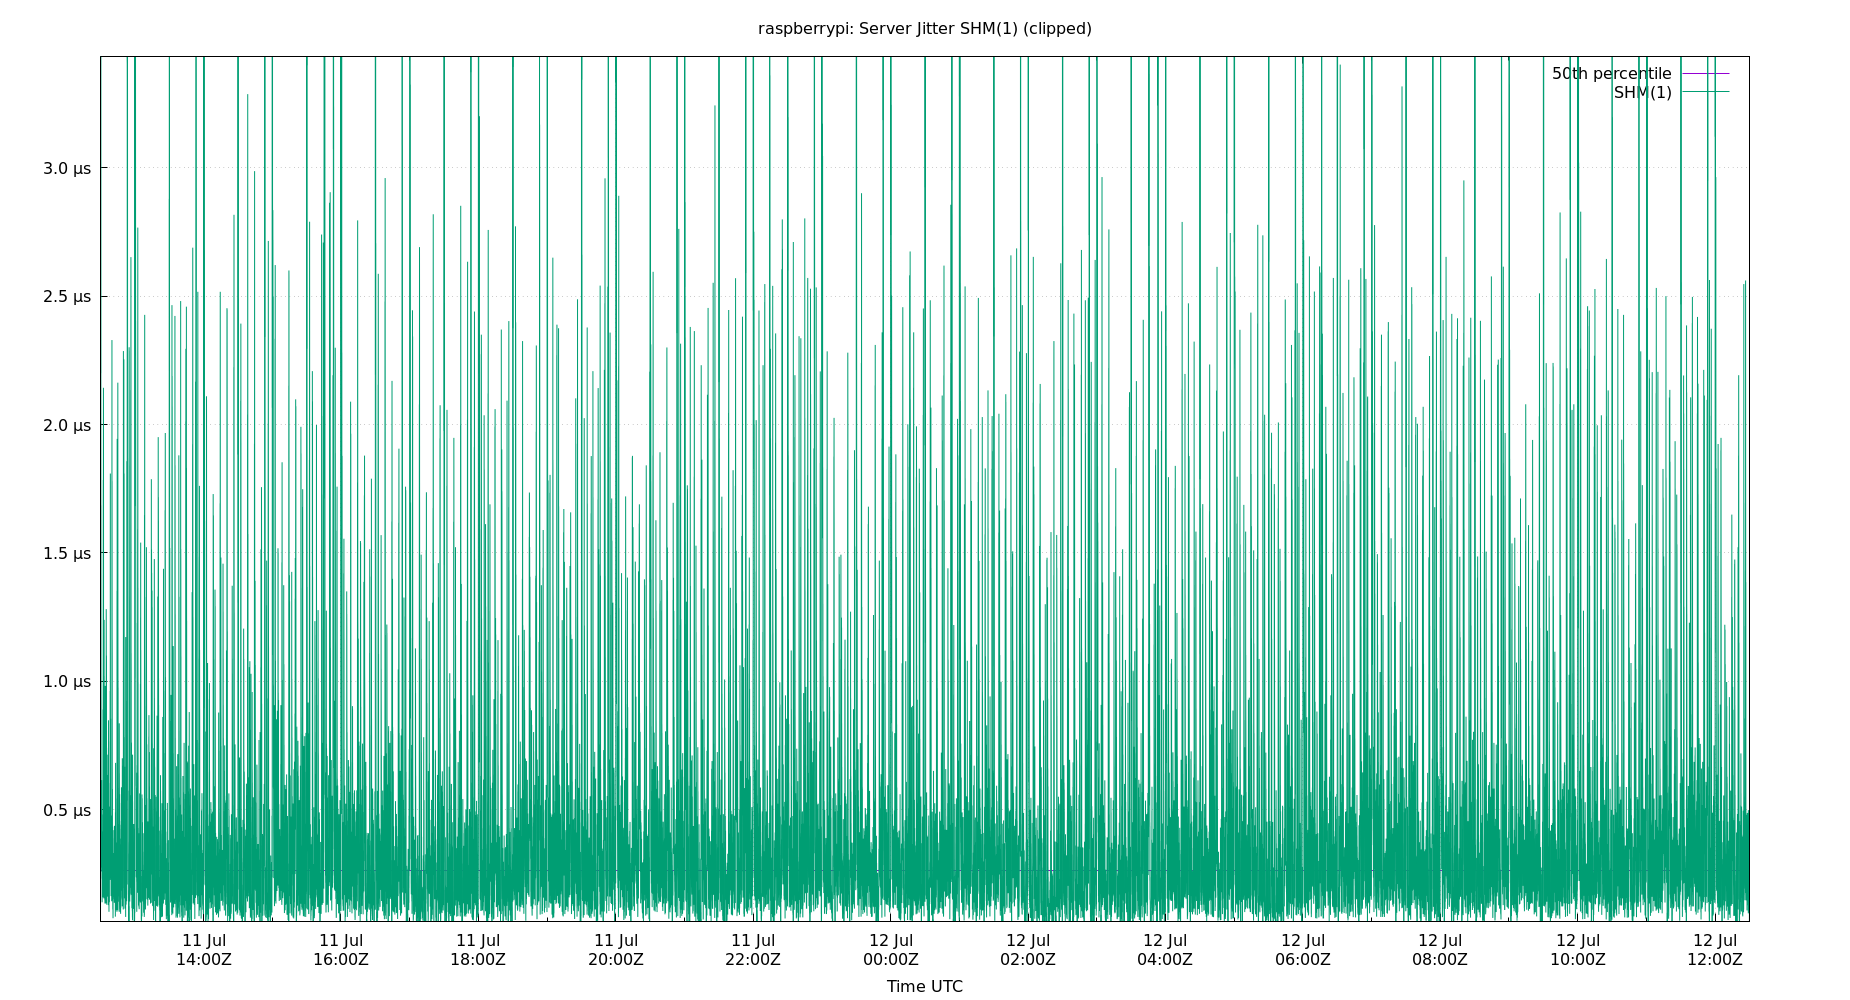 raspberrypi: Server Jitter SHM(1) (clipped)
50th percentile
SHM(1)
3.0 µs
2.5 µs
2.0 µs
1.5 µs
1.0 µs
0.5 µs
11 Jul 11 Jul 11 Jul 11 Jul 11 Jul 12 Jul 12 Jul 12 Jul 12 Jul 12 Jul 12 Jul 12 Jul
14:00Z 16:00Z 18:00Z 20:00Z 22:00Z 00:00Z 02:00Z 04:00Z 06:00Z 08:00Z 10:00Z 12:00Z
Time UTC